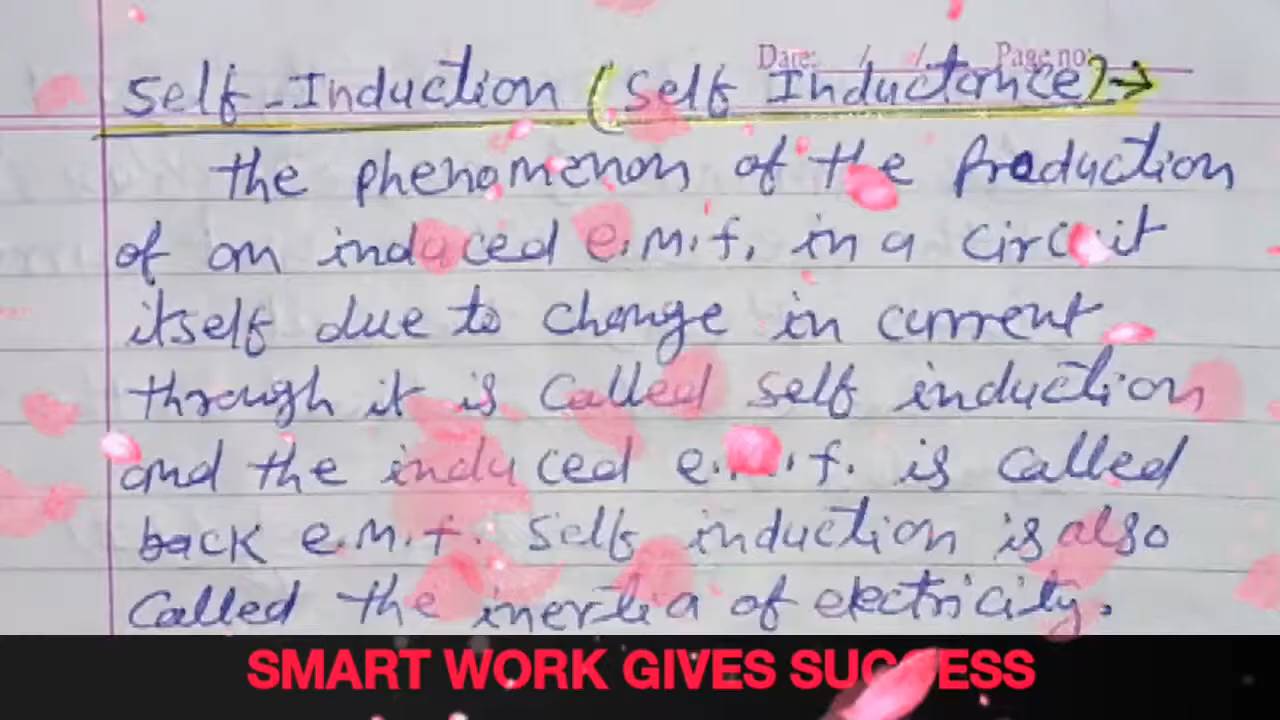 Date: / / Page no:
Self-Induction (Self Inductance)→
the phenomenon of the Production
of an induced e.m.f. in a circuit
itself due to change in current
through it is called self induction
and the induced e.m.f. is called
back e.m.f. Self induction is also
called the inertia of electricity.
SMART WORK GIVES SUCCESS